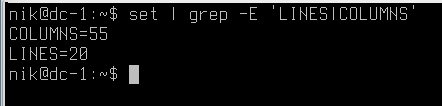 nik@dc-1:~$ set | grep -E 'LINES|COLUMNS'
COLUMNS=55
LINES=20
nik@dc-1:~$